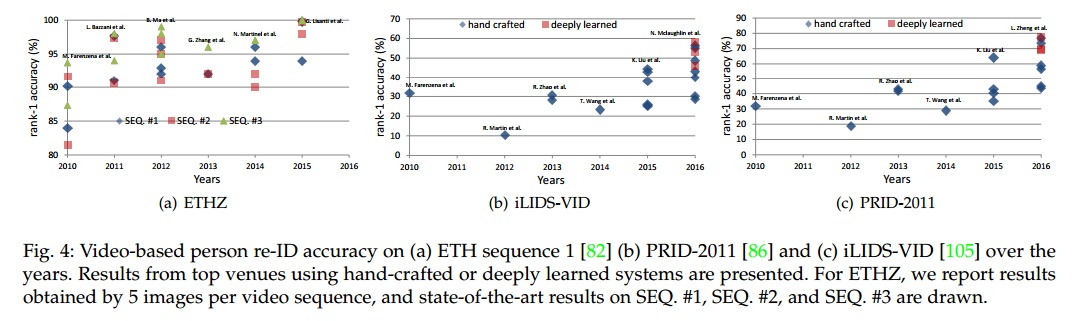 100
95
90
85
80
rank-1 accuracy (%)
M. Farenzena et al.
L. Bazzani et al.
B. Ma et al.
G. Zhang et al.
N. Martinel et al.
G. Lisanti et al.
SEQ. #1 SEQ. #2 SEQ. #3
2010 2011 2012 2013 2014 2015 2016
Years
(a) ETHZ
70
60
50
40
30
20
10
0
rank-1 accuracy (%)
hand crafted deeply learned
M. Farenzena et al.
R. Martin et al.
R. Zhao et al.
T. Wang et al.
K. Liu et al.
N. Mclaughlin et al.
2010 2011 2012 2013 2014 2015 2016
Years
(b) iLIDS-VID
90
80
70
60
50
40
30
20
10
0
rank-1 accuracy (%)
hand crafted deeply learned
M. Farenzena et al.
R. Martin et al.
R. Zhao et al.
T. Wang et al.
K. Liu et al.
L. Zheng et al.
2010 2011 2012 2013 2014 2015 2016
Years
(c) PRID-2011
Fig. 4: Video-based person re-ID accuracy on (a) ETH sequence 1 [82] (b) PRID-2011 [86] and (c) iLIDS-VID [105] over the
years. Results from top venues using hand-crafted or deeply learned systems are presented. For ETHZ, we report results
obtained by 5 images per video sequence, and state-of-the-art results on SEQ. #1, SEQ. #2, and SEQ. #3 are drawn.